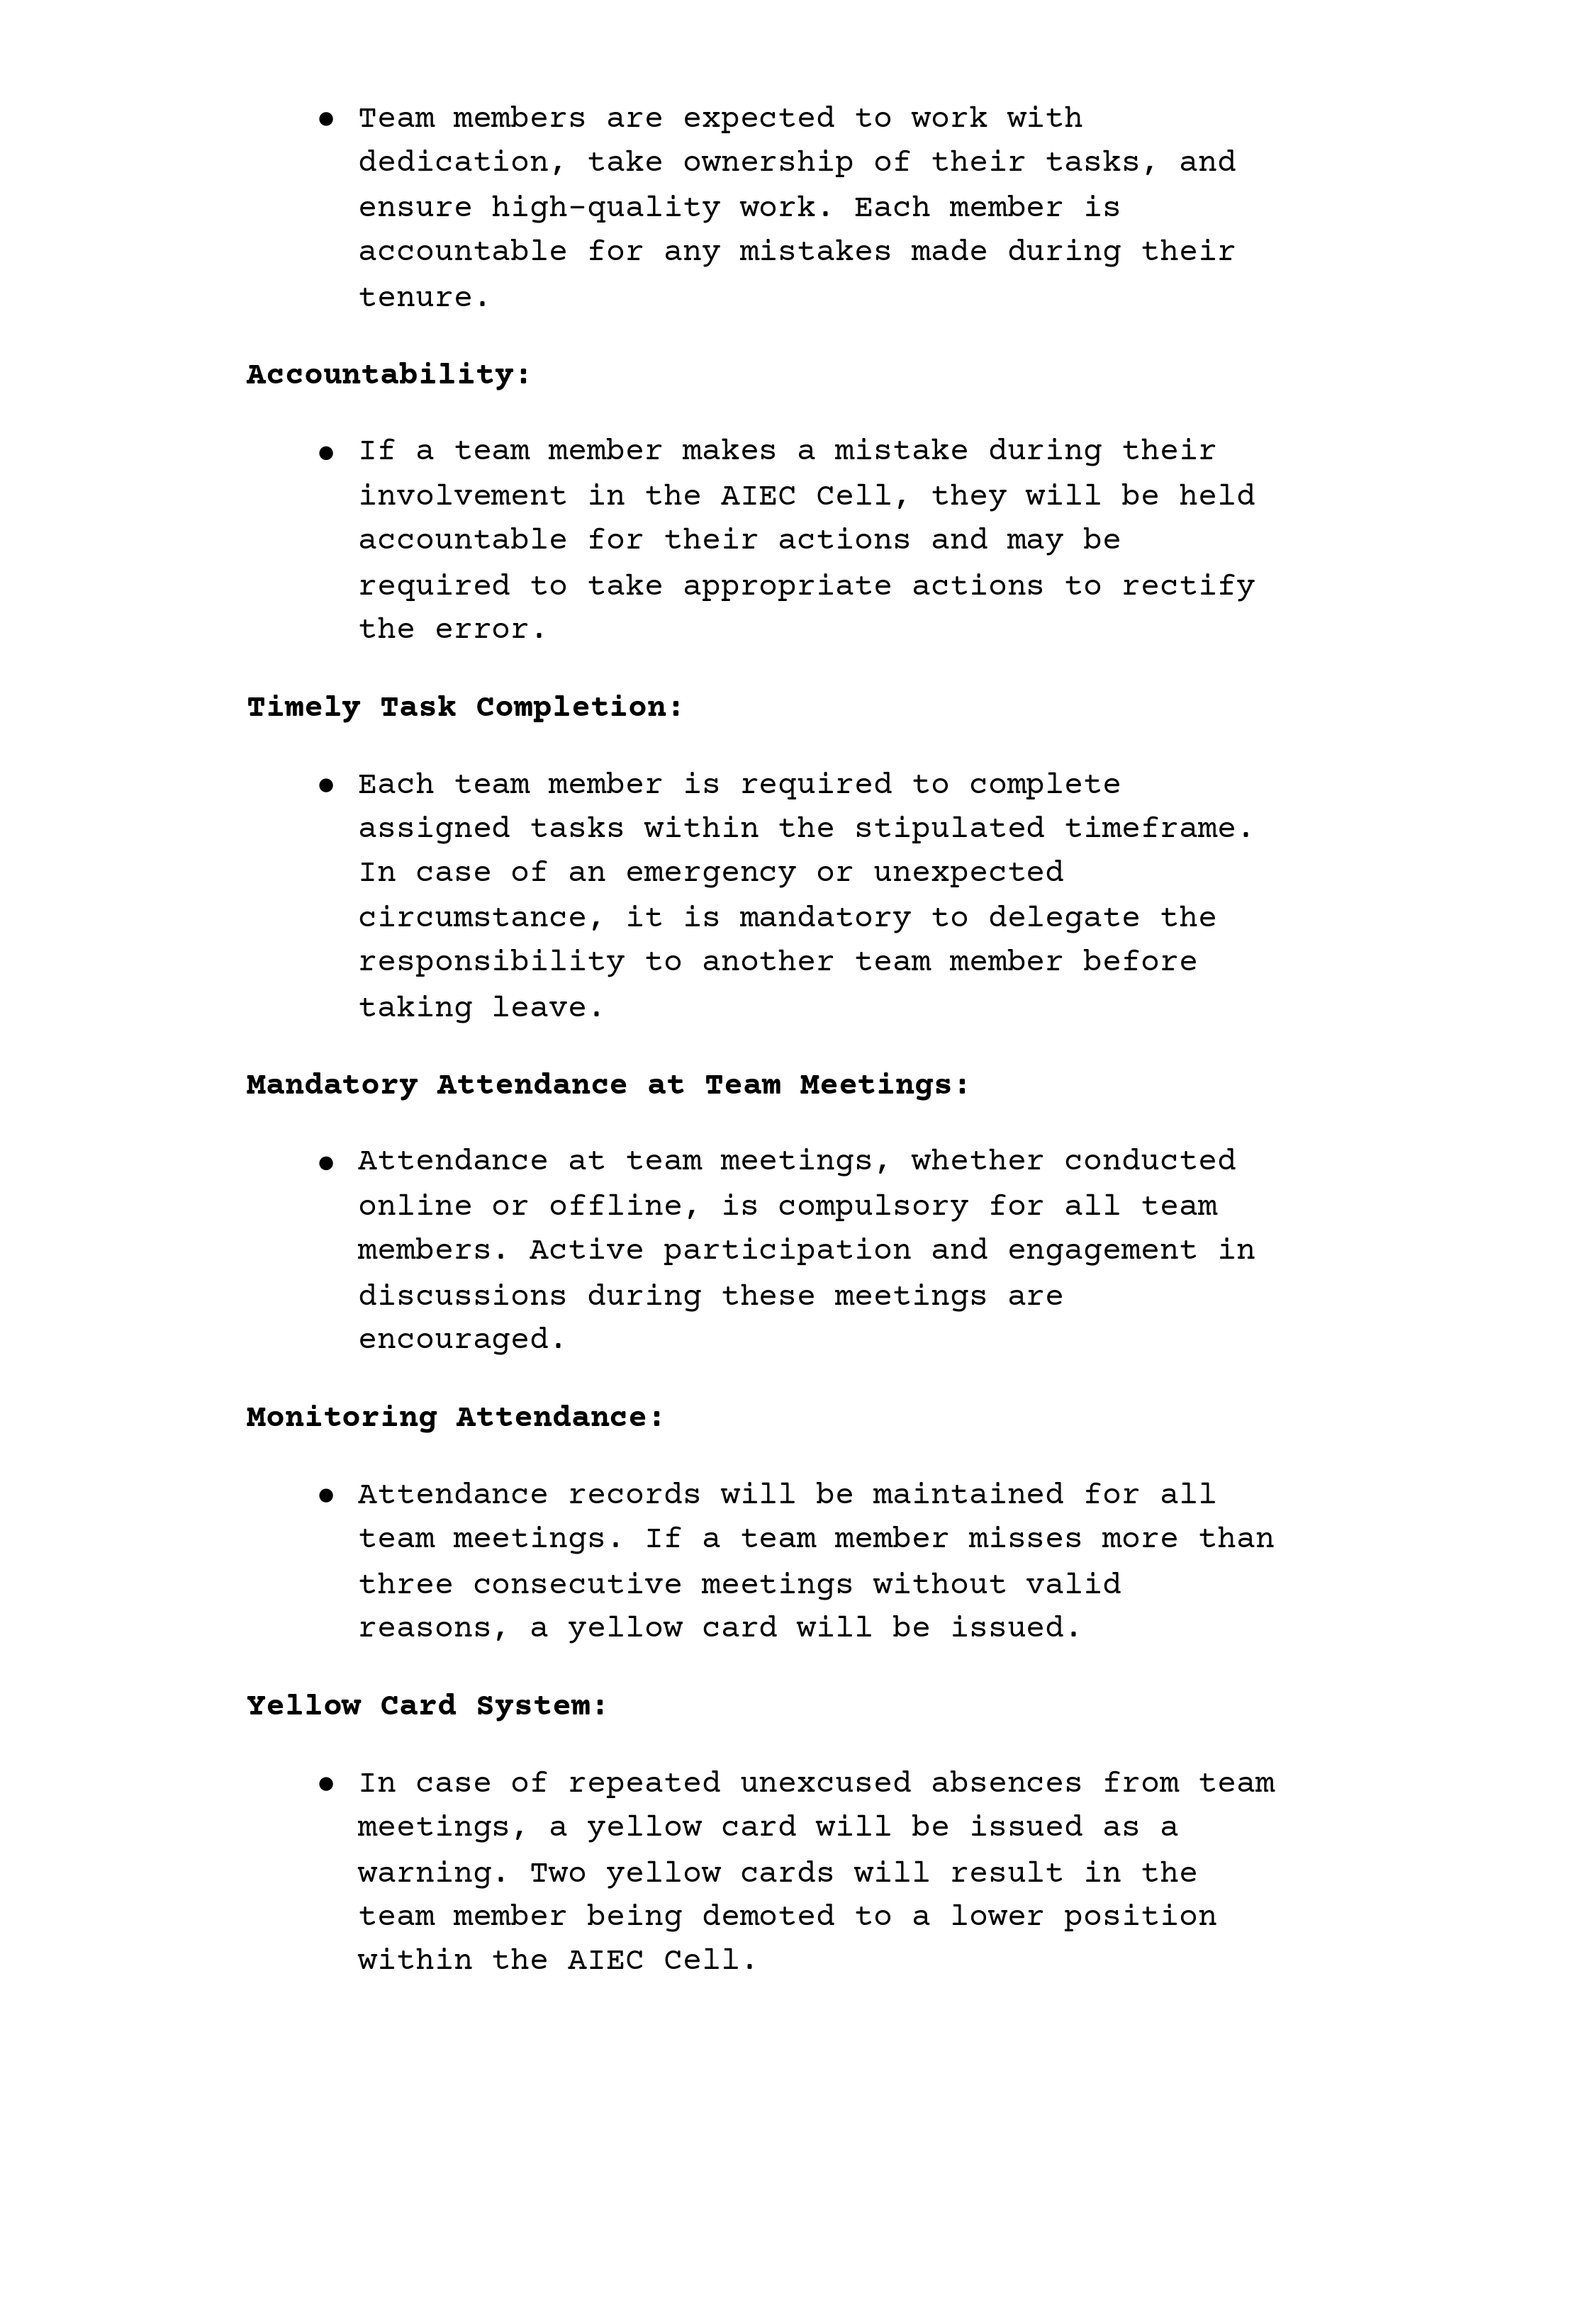 ● Team members are expected to work with
dedication, take ownership of their tasks, and
ensure high-quality work. Each member is
accountable for any mistakes made during their
tenure.
Accountability:
● If a team member makes a mistake during their
involvement in the AIEC Cell, they will be held
accountable for their actions and may be
required to take appropriate actions to rectify
the error.
Timely Task Completion:
● Each team member is required to complete
assigned tasks within the stipulated timeframe.
In case of an emergency or unexpected
circumstance, it is mandatory to delegate the
responsibility to another team member before
taking leave.
Mandatory Attendance at Team Meetings:
● Attendance at team meetings, whether conducted
online or offline, is compulsory for all team
members. Active participation and engagement in
discussions during these meetings are
encouraged.
Monitoring Attendance:
● Attendance records will be maintained for all
team meetings. If a team member misses more than
three consecutive meetings without valid
reasons, a yellow card will be issued.
Yellow Card System:
● In case of repeated unexcused absences from team
meetings, a yellow card will be issued as a
warning. Two yellow cards will result in the
team member being demoted to a lower position
within the AIEC Cell.